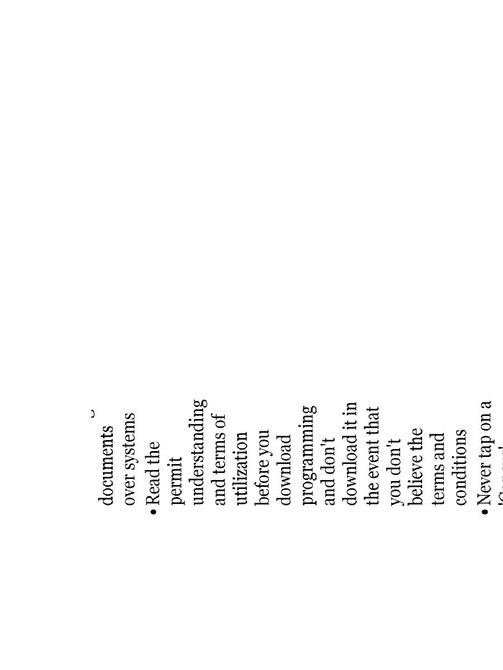 documents
over systems
• Read the
permit
understanding
and terms of
utilization
before you
download
programming
and don't
download it in
the event that
you don't
believe the
terms and
conditions
• Never tap on a